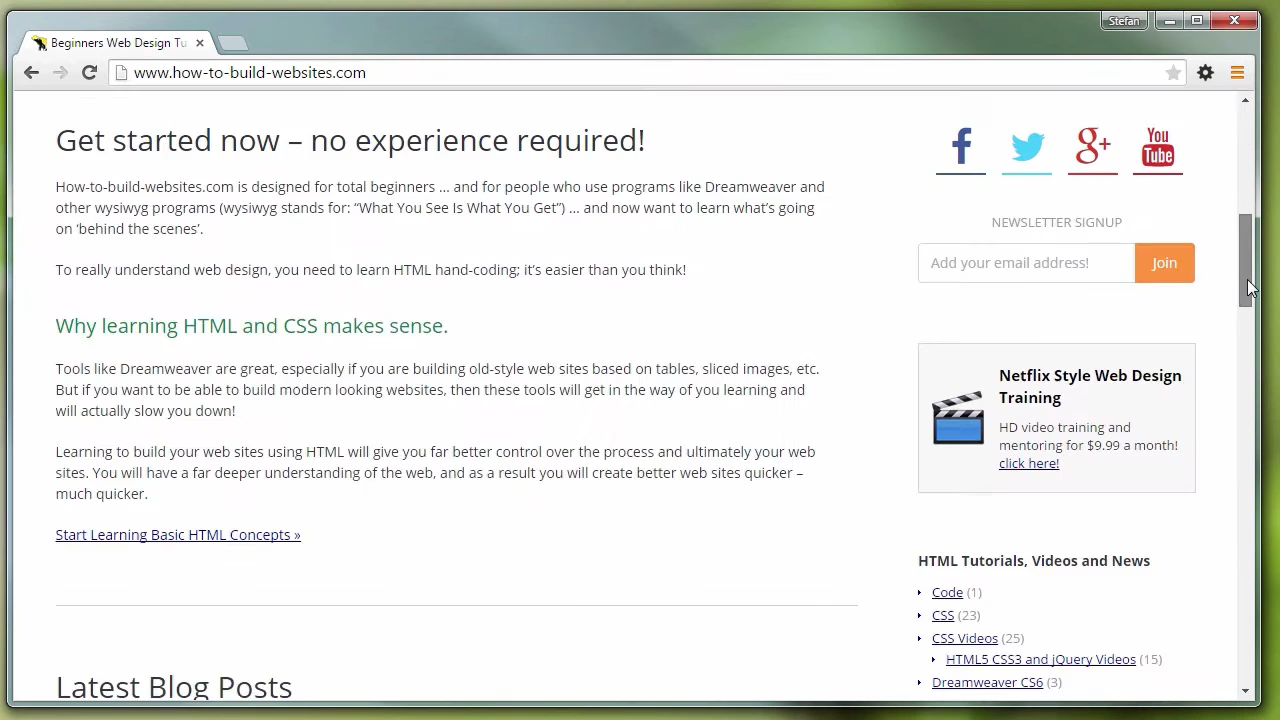 Stefan
Beginners Web Design Tu
www.how-to-build-websites.com
Get started now – no experience required!
How-to-build-websites.com is designed for total beginners … and for people who use programs like Dreamweaver and
other wysiwyg programs (wysiwyg stands for: “What You See Is What You Get”) … and now want to learn what’s going
on ‘behind the scenes’.
To really understand web design, you need to learn HTML hand-coding; it’s easier than you think!
Why learning HTML and CSS makes sense.
Tools like Dreamweaver are great, especially if you are building old-style web sites based on tables, sliced images, etc.
But if you want to be able to build modern looking websites, then these tools will get in the way of you learning and
will actually slow you down!
Learning to build your web sites using HTML will give you far better control over the process and ultimately your web
sites. You will have a far deeper understanding of the web, and as a result you will create better web sites quicker –
much quicker.
Start Learning Basic HTML Concepts »
Latest Blog Posts
f
g+
You
Tube
NEWSLETTER SIGNUP
Add your email address!
Join
Netflix Style Web Design
Training
HD video training and
mentoring for $9.99 a month!
click here!
HTML Tutorials, Videos and News
Code (1)
CSS (23)
CSS Videos (25)
HTML5 CSS3 and jQuery Videos (15)
Dreamweaver CS6 (3)